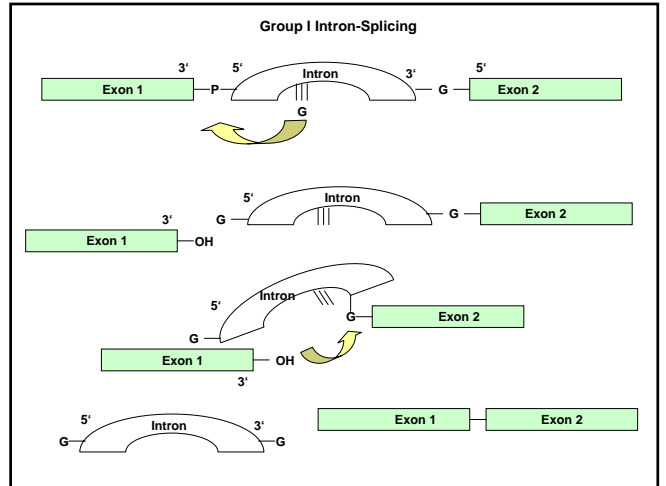 Group I Intron-Splicing
3‘ 5‘ Intron 3‘ 5‘
Exon 1 P G Exon 2
G
5‘ Intron
3‘ G G Exon 2
Exon 1 OH
5‘ Intron
G Exon 2
G
Exon 1 OH
3‘
5‘ Intron 3‘ Exon 1 Exon 2
G G